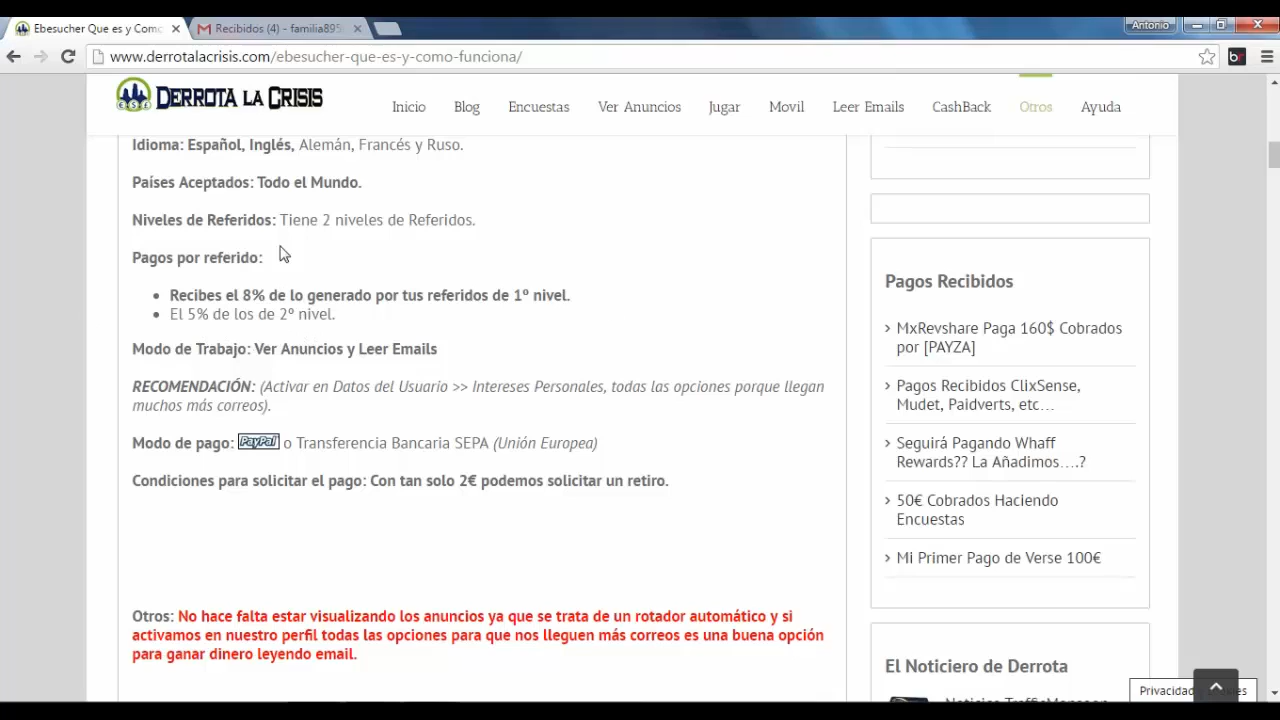 Ebesucher Que es y Como
Recibidos (4) - familia895
Antonio
www.derrotalacrisis.com/ebesucher-que-es-y-como-funciona/
DERROTA LA CRISIS
Inicio Blog Encuestas Ver Anuncios Jugar Movil Leer Emails CashBack Otros Ayuda
Idioma: Español, Inglés, Alemán, Francés y Ruso.
Países Aceptados: Todo el Mundo.
Niveles de Referidos: Tiene 2 niveles de Referidos.
Pagos por referido:
Recibes el 8% de lo generado por tus referidos de 1º nivel.
El 5% de los de 2º nivel.
Modo de Trabajo: Ver Anuncios y Leer Emails
RECOMENDACIÓN: (Activar en Datos del Usuario >> Intereses Personales, todas las opciones porque llegan
muchos más correos).
Modo de pago: PayPal o Transferencia Bancaria SEPA (Unión Europea)
Condiciones para solicitar el pago: Con tan solo 2€ podemos solicitar un retiro.
Otros: No hace falta estar visualizando los anuncios ya que se trata de un rotador automático y si
activamos en nuestro perfil todas las opciones para que nos lleguen más correos es una buena opción
para ganar dinero leyendo email.
Pagos Recibidos
MxRevshare Paga 160$ Cobrados
por [PAYZA]
Pagos Recibidos ClixSense,
Mudet, Paidverts, etc…
Seguirá Pagando Whaff
Rewards?? La Añadimos….?
50€ Cobrados Haciendo
Encuestas
Mi Primer Pago de Verse 100€
El Noticiero de Derrota
Privacidad